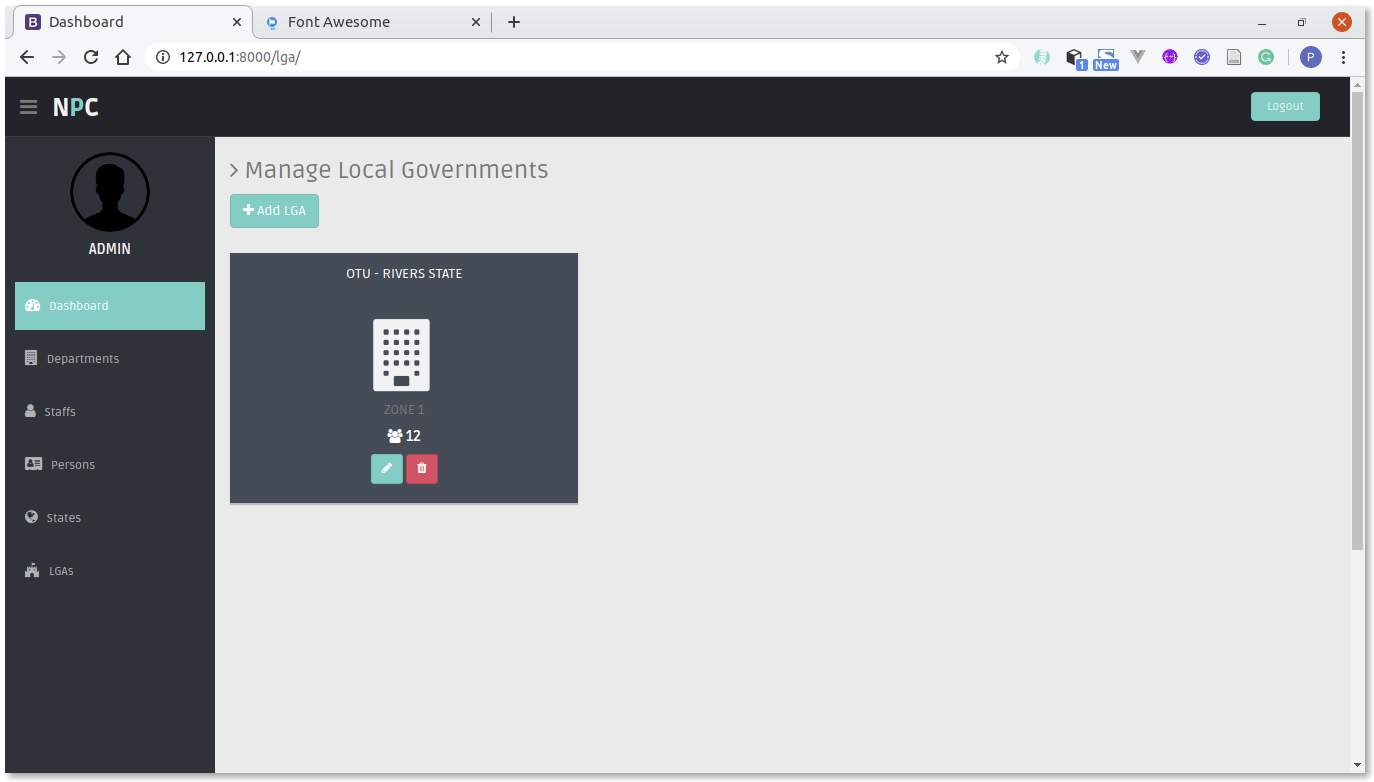 Dashboard
Font Awesome
127.0.0.1:8000/lga/
1
New
G
P
NPC
Logout
ADMIN
Dashboard
Departments
Staffs
Persons
States
LGAs
Manage Local Governments
Add LGA
OTU - RIVERS STATE
ZONE 1
12